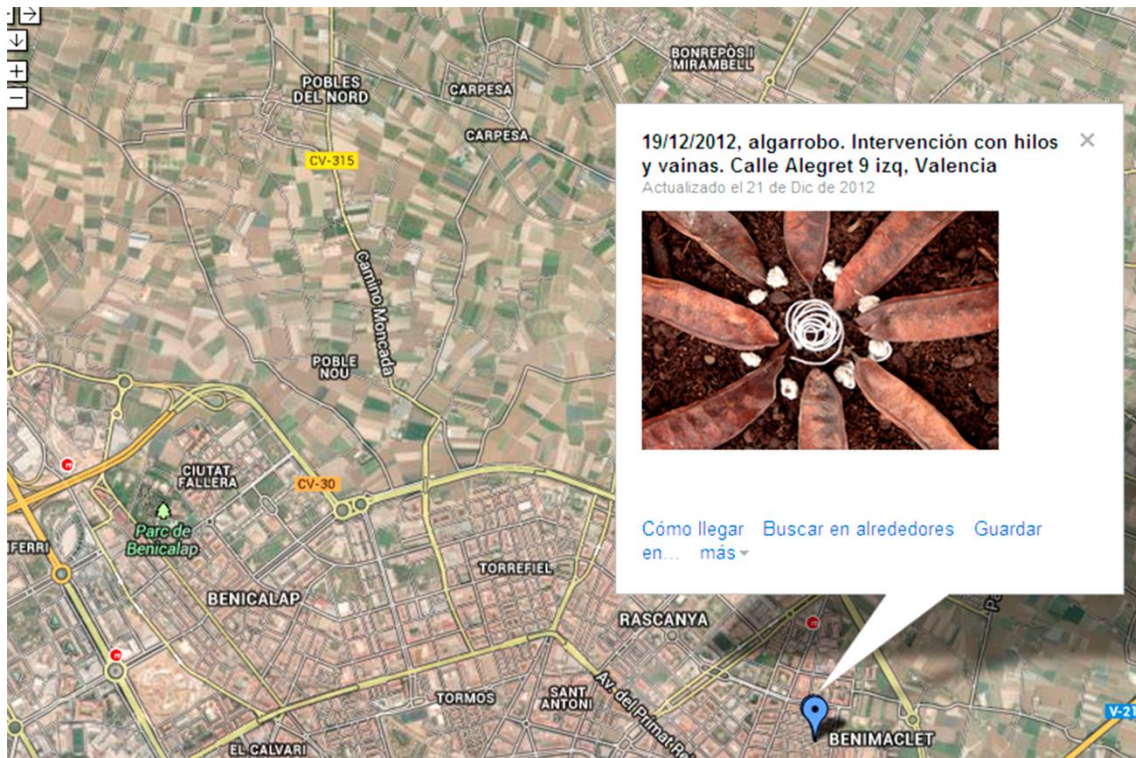 BONREPÒS I
MIRAMBELL
POBLES
DEL NORD
CARPESA
CARPESA
CV-315
19/12/2012, algarrobo. Intervención con hilos
y vainas. Calle Alegret 9 izq, Valencia
Actualizado el 21 de Dic de 2012
Camino Moncada
POBLE
NOU
CIUTAT
FALLERA
CV-30
Parc de
Benicalap
Cómo llegar Buscar en alrededores Guardar
en... más
TORREFIEL
BENICALAP
RASCANYA
TORMOS
SANT
ANTONI
Av. del Primat Rei
V-21
BENIMACLET
EL CALVARI